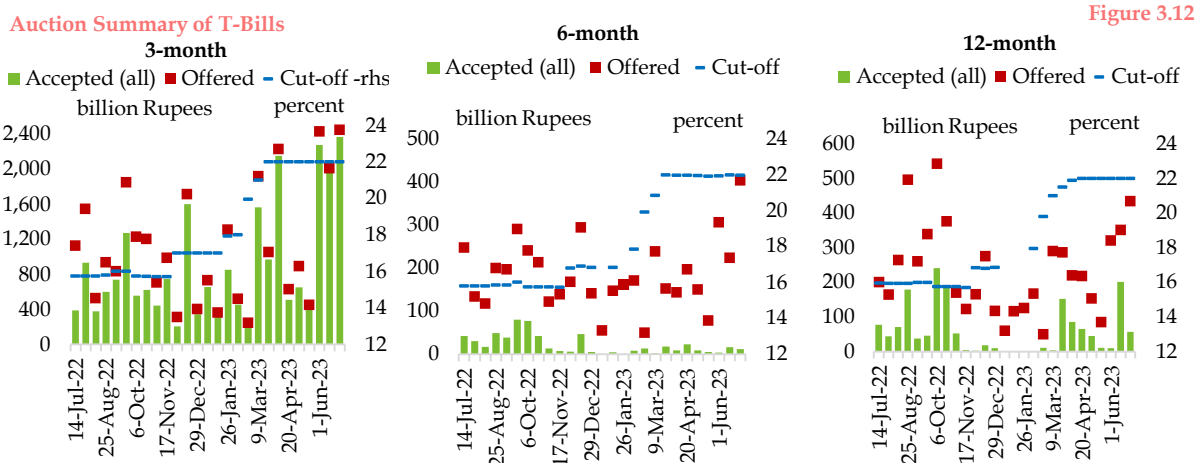 Auction Summary of T-Bills
Figure 3.12
3-month
Accepted (all) Offered Cut-off -rhs
billion Rupees percent
2,400
2,000
1,600
1,200
800
400
0
24
22
20
18
16
14
12
14-Jul-22
25-Aug-22
6-Oct-22
17-Nov-22
29-Dec-22
26-Jan-23
9-Mar-23
20-Apr-23
1-Jun-23
6-month
Accepted (all) Offered Cut-off
billion Rupees percent
500
400
300
200
100
0
24
22
20
18
16
14
12
14-Jul-22
25-Aug-22
6-Oct-22
17-Nov-22
29-Dec-22
26-Jan-23
9-Mar-23
20-Apr-23
1-Jun-23
12-month
Accepted (all) Offered Cut-off
billion Rupees percent
600
500
400
300
200
100
0
24
22
20
18
16
14
12
14-Jul-22
25-Aug-22
6-Oct-22
17-Nov-22
29-Dec-22
26-Jan-23
9-Mar-23
20-Apr-23
1-Jun-23